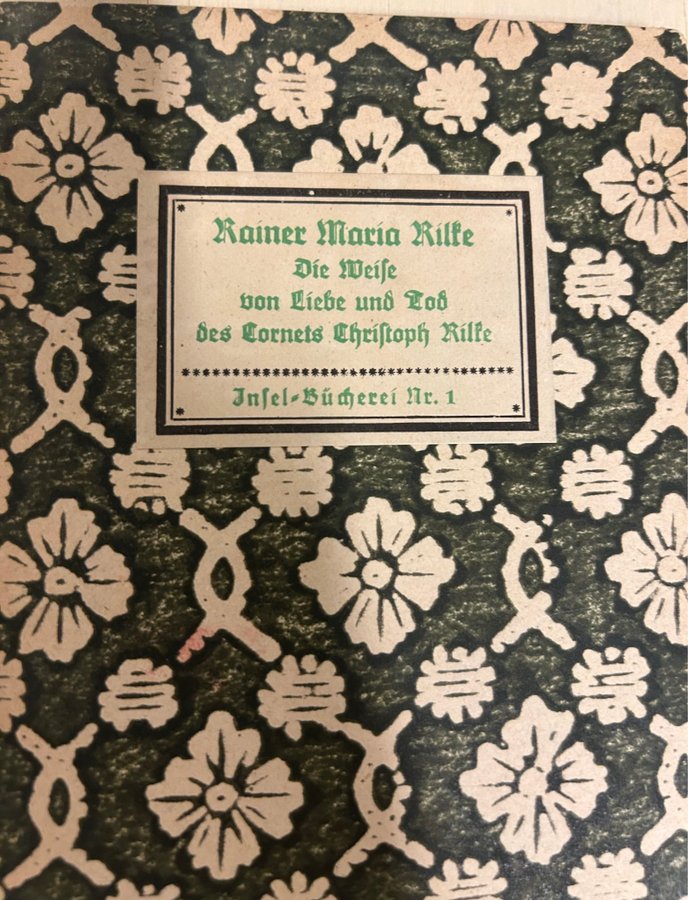 Rainer Maria Rilke
Die Weiſe
von Liebe und Tod
des Cornets Chriſtoph Rilke
Inſel-Bücherei Nr. 1